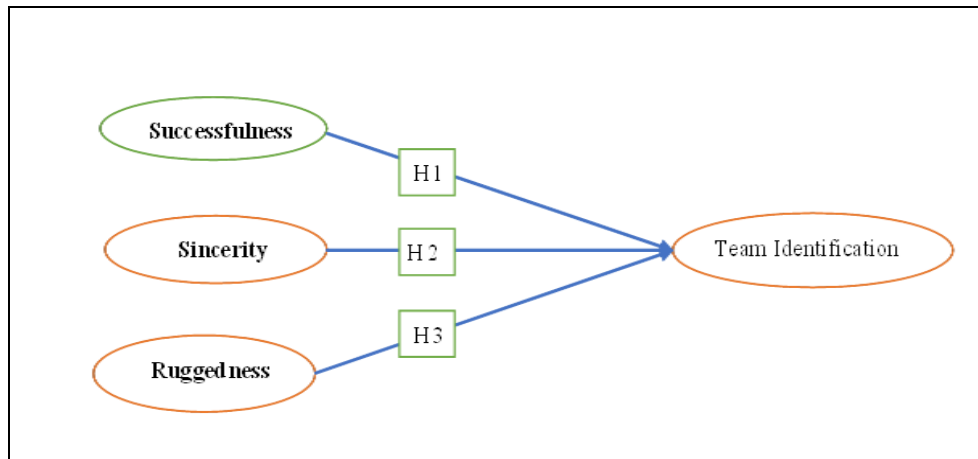 Successfulness
H1
Sincerity
H2
Team Identification
H3
Ruggedness